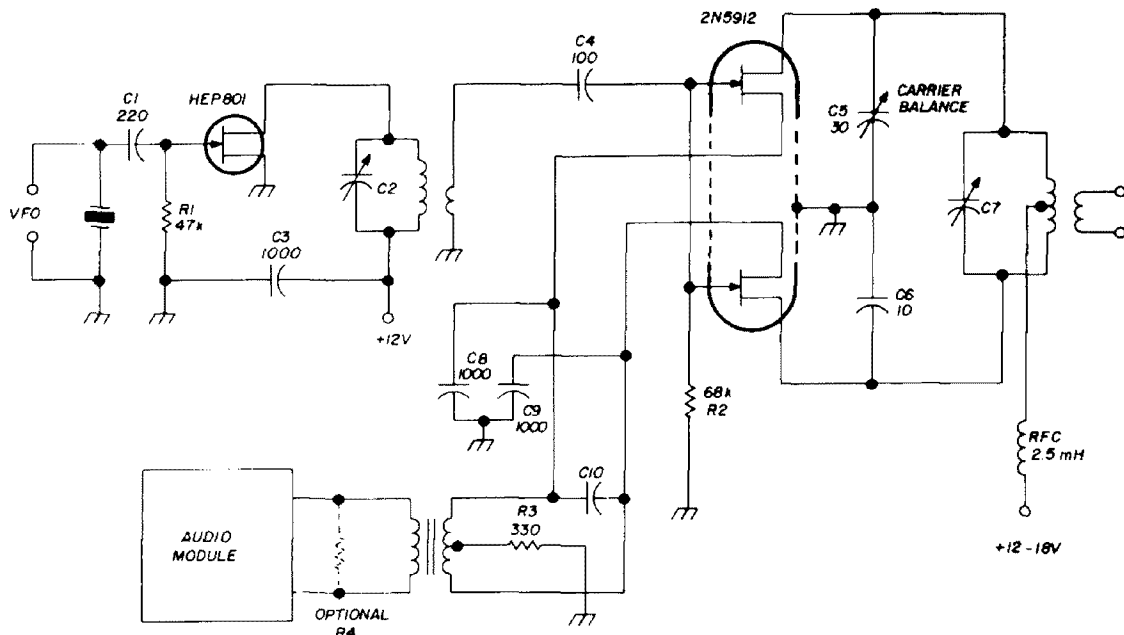 2N5912
C4
100
C1
220
HEP801
CARRIER
BALANCE
C5
30
VFO
R1
47k
C2
C7
C3
1000
+12V
C6
10
C8
1000
C9
1000
68k
R2
RFC
2.5 mH
C10
R3
330
+12-18V
AUDIO
MODULE
OPTIONAL
R4